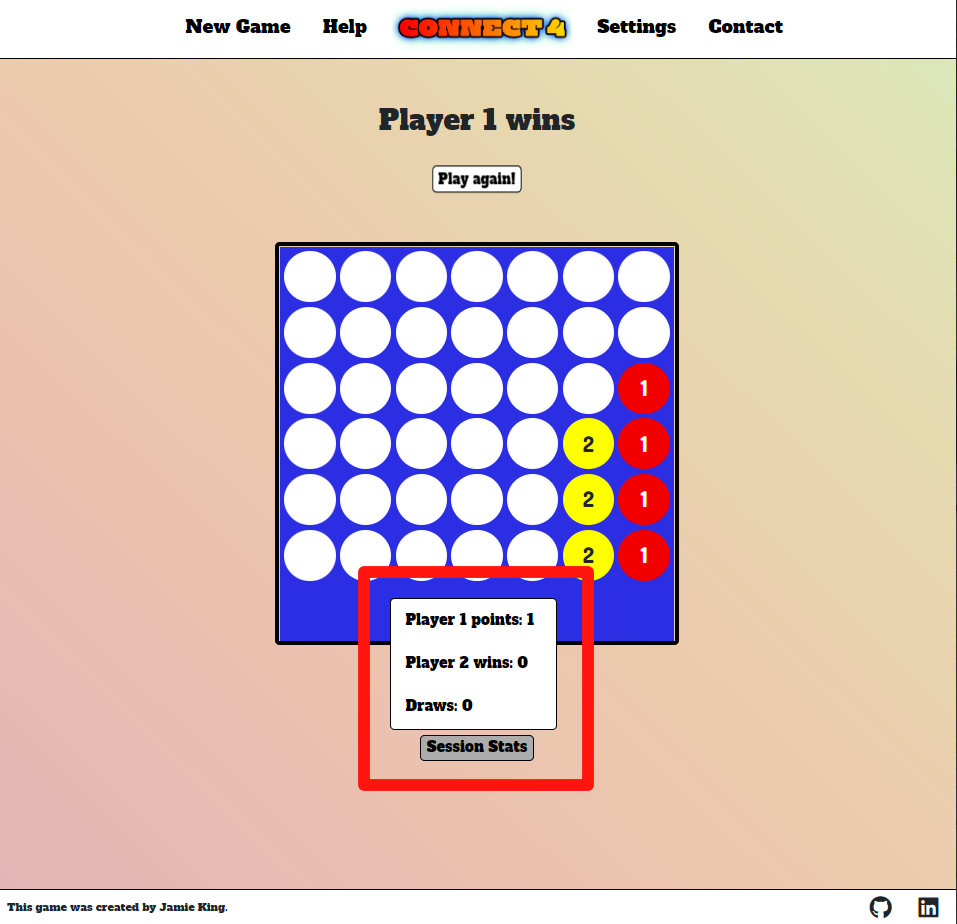 New Game Help CONNECT 4 Settings Contact
Player 1 wins
Play again!
1
2 1
2 1
2 1
Player 1 points: 1
Player 2 wins: 0
Draws: 0
Session Stats
This game was created by Jamie King.
in